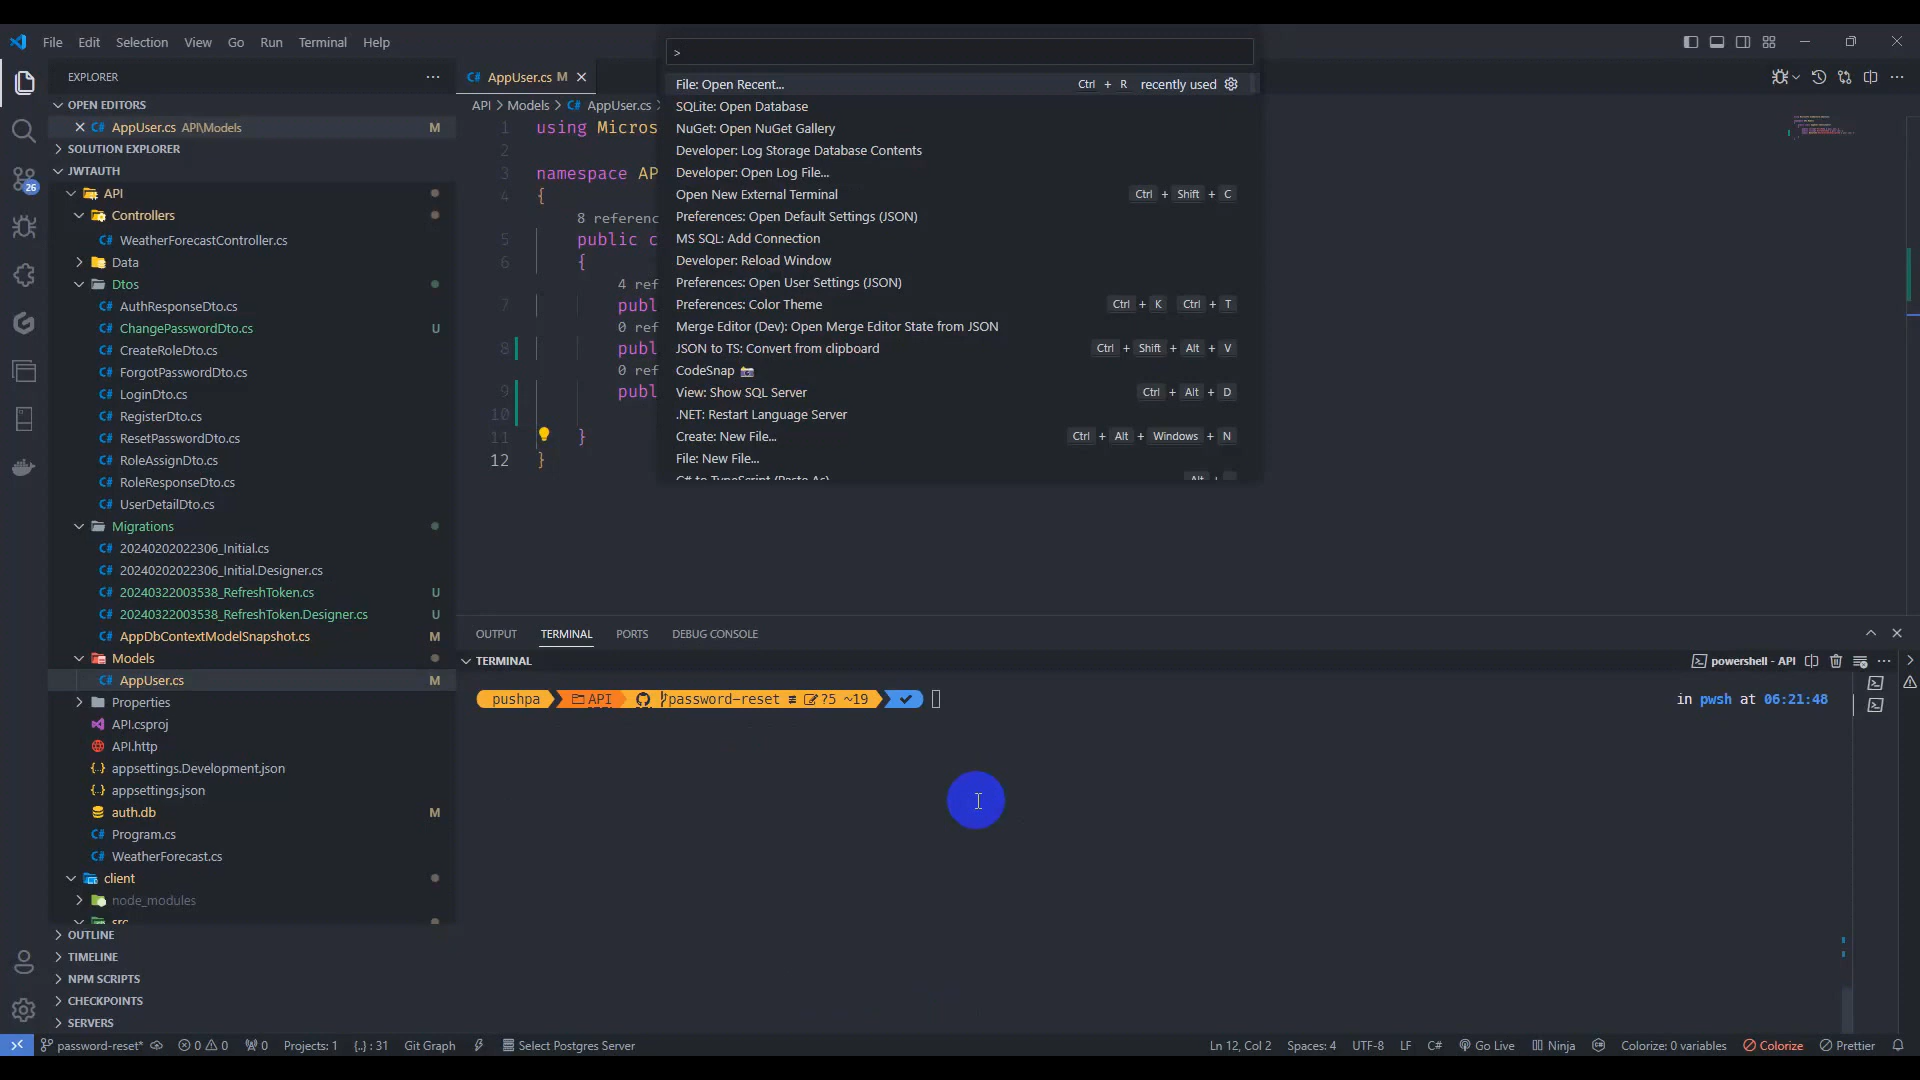 File Edit Selection View Go Run Terminal Help
>
File: Open Recent... Ctrl + R recently used
SQLite: Open Database
NuGet: Open NuGet Gallery
Developer: Log Storage Database Contents
Developer: Open Log File...
Open New External Terminal Ctrl + Shift + C
Preferences: Open Default Settings (JSON)
MS SQL: Add Connection
Developer: Reload Window
Preferences: Open User Settings (JSON)
Preferences: Color Theme Ctrl + K Ctrl + T
Merge Editor (Dev): Open Merge Editor State from JSON
JSON to TS: Convert from clipboard Ctrl + Shift + Alt + V
CodeSnap
View: Show SQL Server Ctrl + Alt + D
.NET: Restart Language Server
Create: New File... Ctrl + Alt + Windows + N
File: New File...
C# to TypeScript (Paste As) Alt +
EXPLORER
OPEN EDITORS
AppUser.cs API\Models M
SOLUTION EXPLORER
JWTAUTH
API
Controllers
C# WeatherForecastController.cs
Data
Dtos
C# AuthResponseDto.cs
C# ChangePasswordDto.cs U
C# CreateRoleDto.cs
C# ForgotPasswordDto.cs
C# LoginDto.cs
C# RegisterDto.cs
C# ResetPasswordDto.cs
C# RoleAssignDto.cs
C# RoleResponseDto.cs
C# UserDetailDto.cs
Migrations
C# 20240202022306_Initial.cs
C# 20240202022306_Initial.Designer.cs
C# 20240322003538_RefreshToken.cs U
C# 20240322003538_RefreshToken.Designer.cs U
C# AppDbContextModelSnapshot.cs M
Models
C# AppUser.cs M
Properties
API.csproj
API.http
{..} appsettings.Development.json
{..} appsettings.json
auth.db M
C# Program.cs
C# WeatherForecast.cs
client
node_modules
src
OUTLINE
TIMELINE
NPM SCRIPTS
CHECKPOINTS
SERVERS
26
C# AppUser.cs M
API > Models > C# AppUser.cs >
1 using Micros
2
3 namespace AP
4 {
8 referenc
5 public c
6 {
4 ref
7 publ
0 ref
8 publ
0 ref
9 publ
10
11 }
12 }
OUTPUT TERMINAL PORTS DEBUG CONSOLE
TERMINAL powershell - API
pushpa API password-reset ≢ ?5 ~19 in pwsh at 06:21:48
password-reset* 0 0 0 Projects: 1 {..} : 31 Git Graph Select Postgres Server Ln 12, Col 2 Spaces: 4 UTF-8 LF C# Go Live Ninja Colorize: 0 variables Colorize Prettier